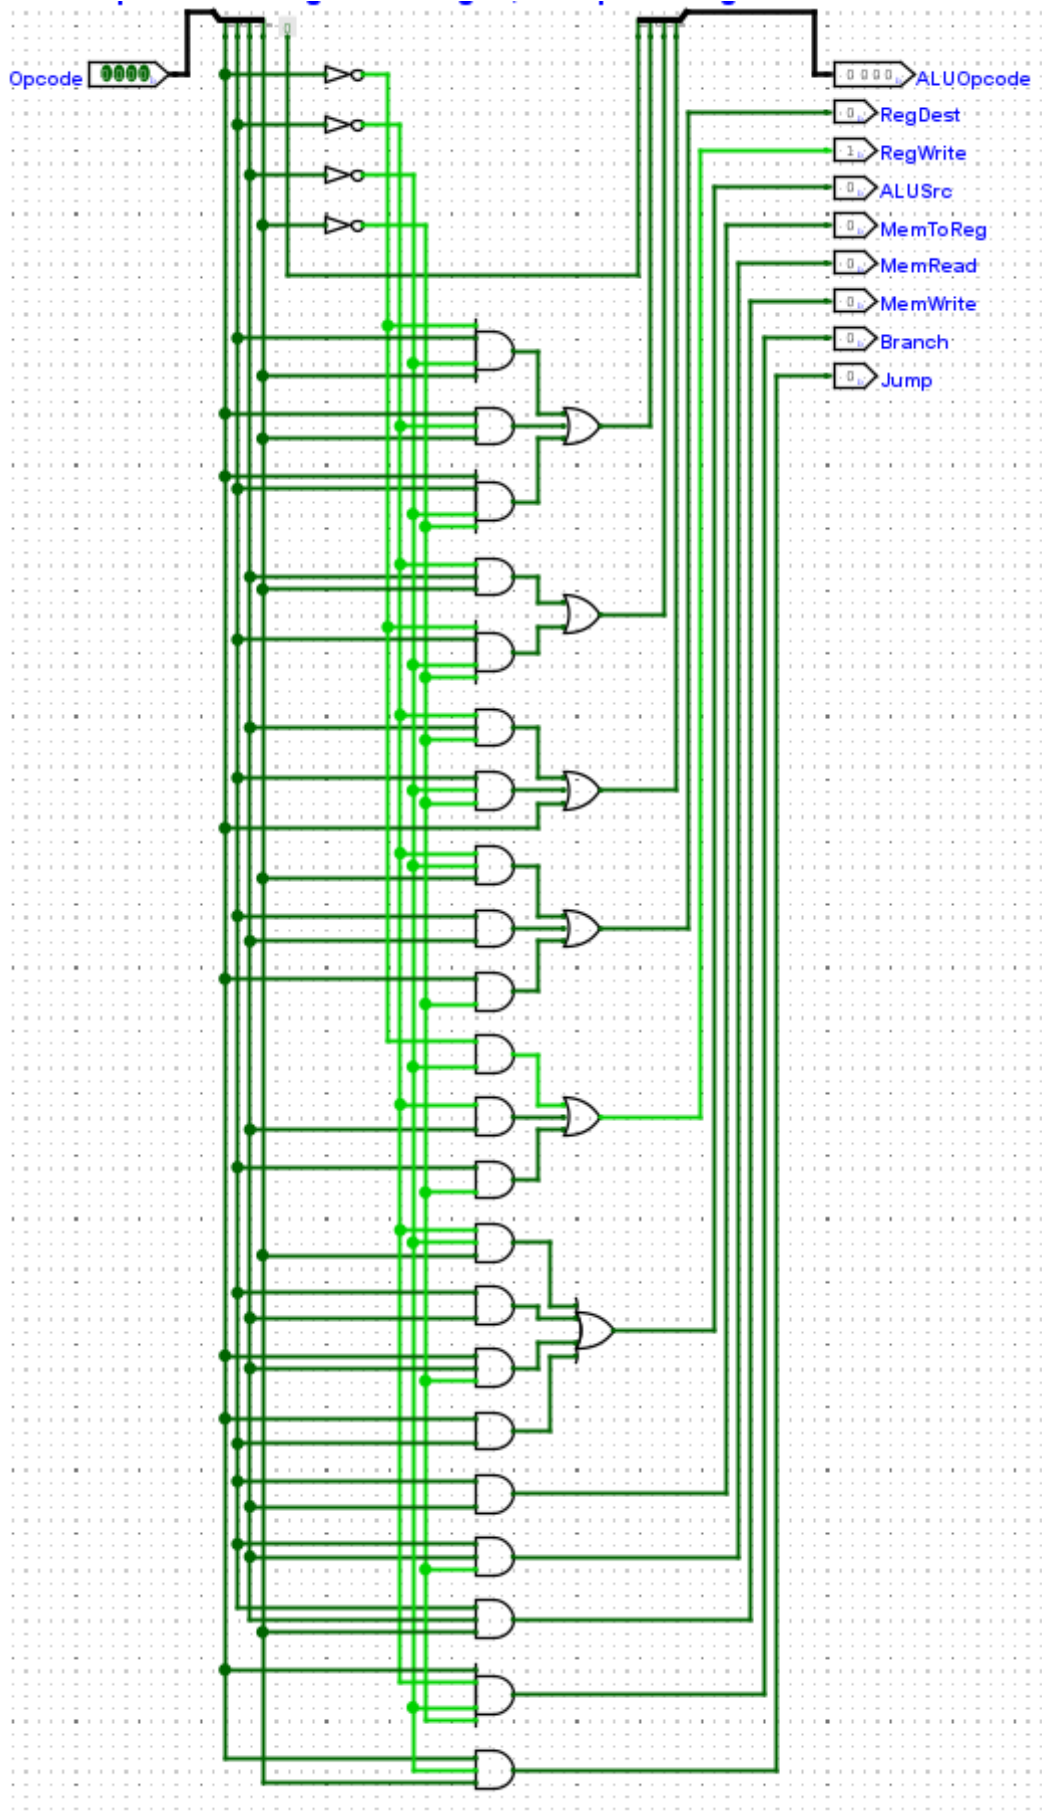 Opcode
0000
0000
ALUOpcode
0
RegDest
1
RegWrite
0
ALUSrc
0
MemToReg
0
MemRead
0
MemWrite
0
Branch
0
Jump